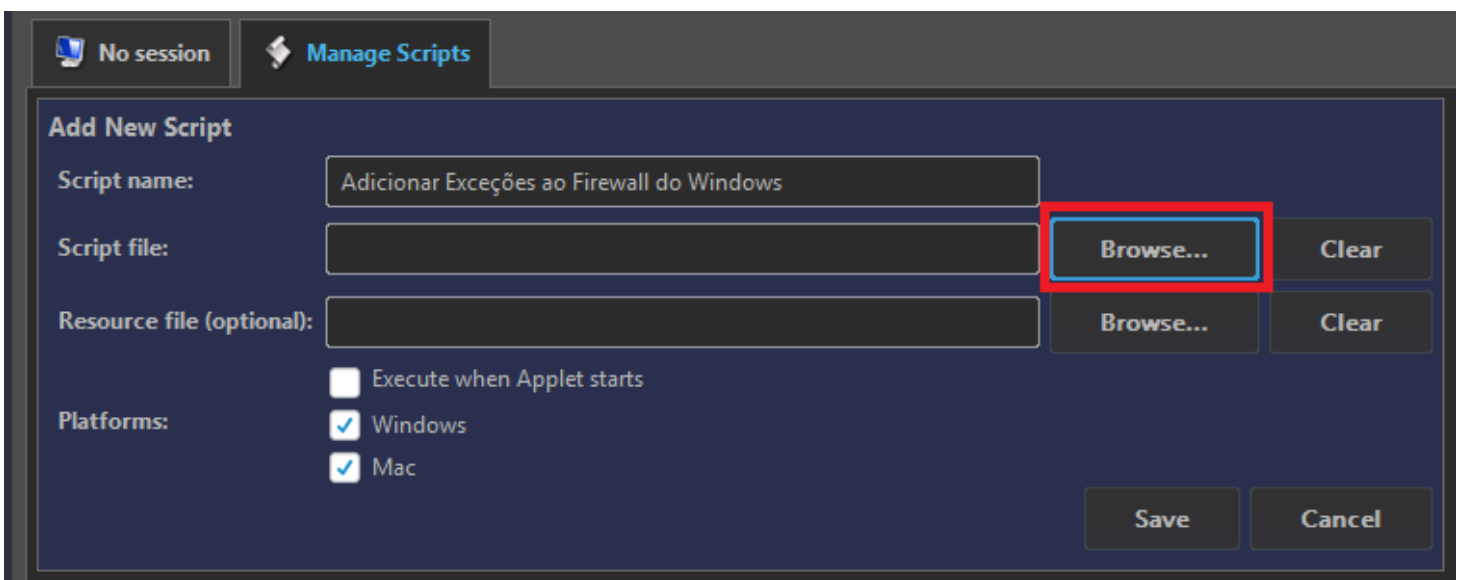 No session
Manage Scripts
Add New Script
Script name:
Adicionar Exceções ao Firewall do Windows
Script file:
Browse...
Clear
Resource file (optional):
Browse...
Clear
Execute when Applet starts
Platforms:
Windows
Mac
Save
Cancel